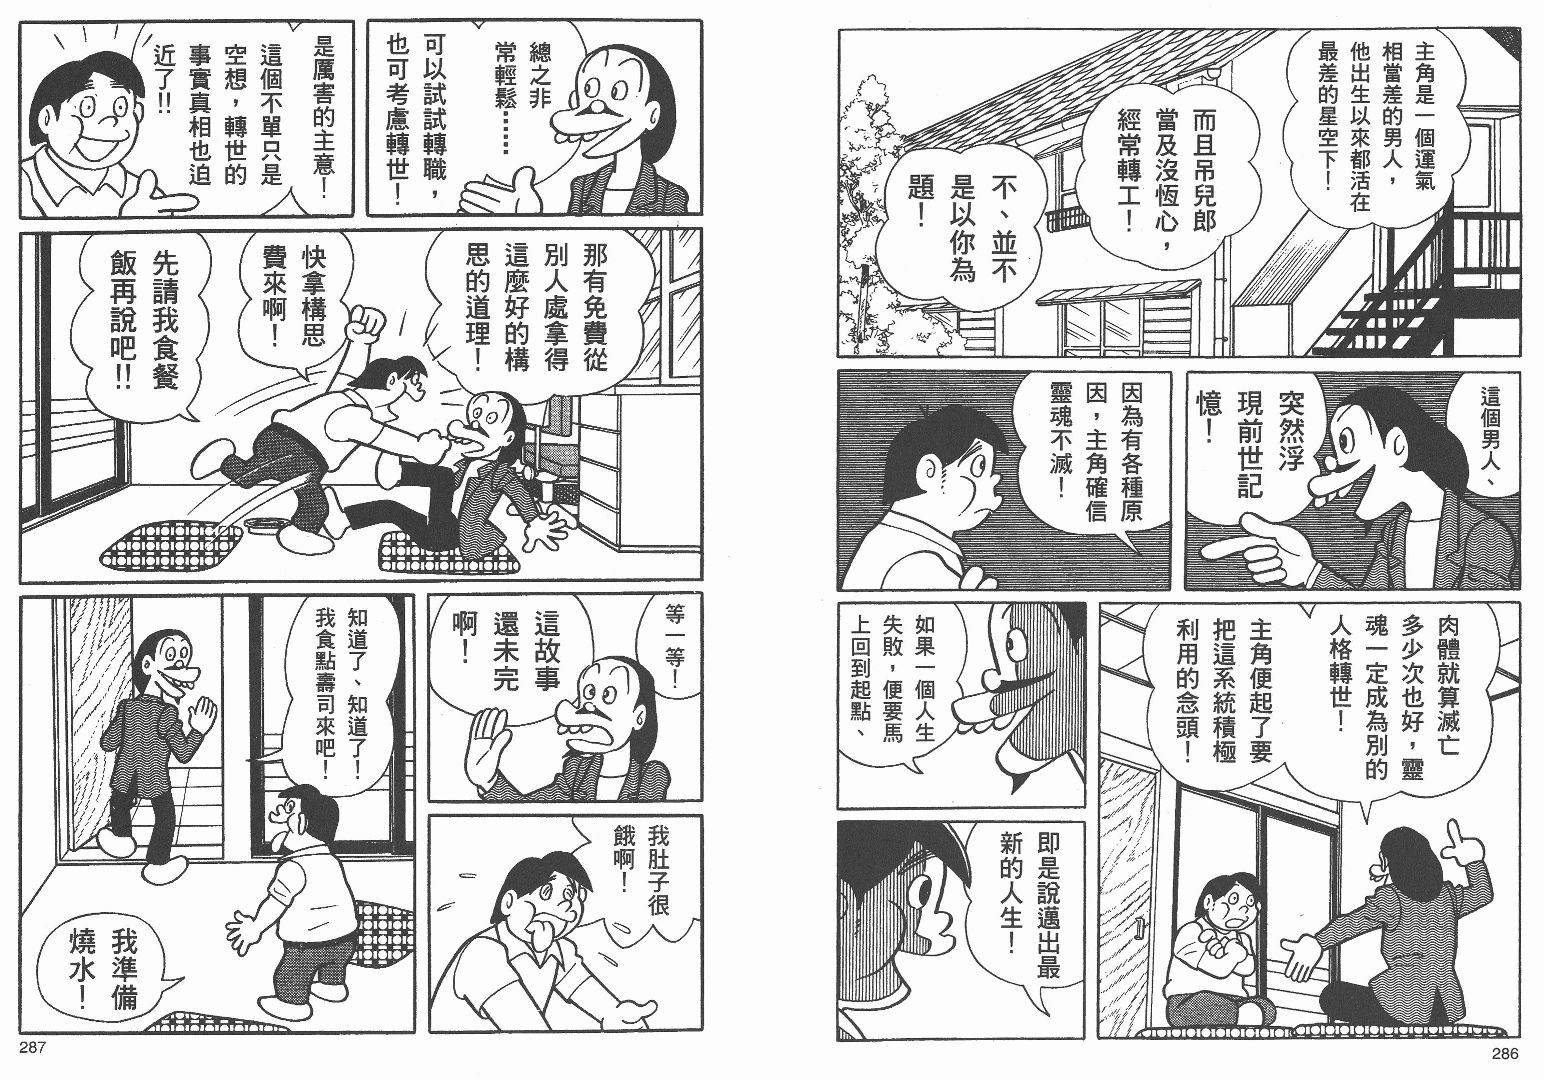 主角是一個運氣
相當差的男人，
他出生以來都活在
最差的星空下！
而且吊兒郎
當及沒恆心，
經常轉工！
不、並不
是以你為
題！
這個男人、
突然浮
現前世記
憶！
因為有各種原
因，主角確信
靈魂不滅！
肉體就算滅亡
多少次也好，靈
魂一定成為別的
人格轉世！
主角便起了要
把這系統積極
利用的念頭！
如果一個人生
失敗，便要馬
上回到起點、
即是說邁出最
新的人生！
286
總之非
常輕鬆……
可以試試轉職，
也可考慮轉世！
是厲害的主意！
這個不單只是
空想，轉世的
事實真相也迫
近了!!
那有免費從
別人處拿得
這麼好的構
思的道理！
快拿構思
費來啊！
先請我食餐
飯再說吧!!
等一等！
這故事
還未完
啊！
我肚子很
餓啊！
知道了、知道了！
我食點壽司來吧！
我準備
燒水！
287